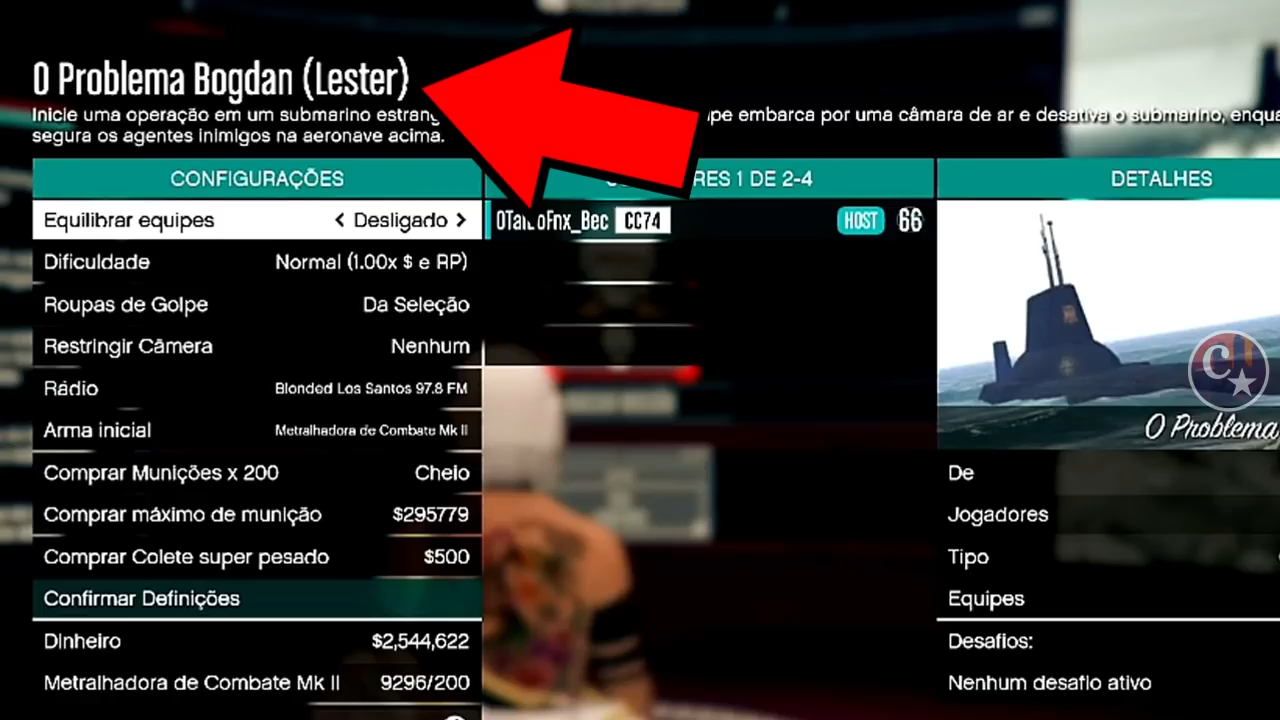 O Problema Bogdan (Lester)
Inicie uma operação em um submarino estrang
ipe embarca por uma câmara de ar e desativa o submarino, enqua
segura os agentes inimigos na aeronave acima.
CONFIGURAÇÕES
RES 1 DE 2-4
DETALHES
Equilibrar equipes < Desligado >
CC74 HOST 66
Dificuldade Normal (1.00x $ e RP)
Roupas de Golpe Da Seleção
Restringir Câmera Nenhum
Rádio Blonded Los Santos 97.8 FM
Arma inicial Metralhadora de Combate Mk II
O Problema
Comprar Munições x 200 Cheio
De
Comprar máximo de munição $295779
Jogadores
Comprar Colete super pesado $500
Tipo
Confirmar Definições
Equipes
Dinheiro $2,544,622
Desafios:
Metralhadora de Combate Mk II 9296/200
Nenhum desafio ativo